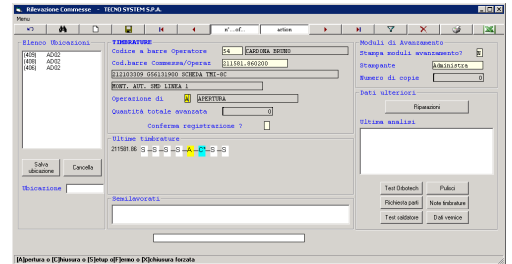 Rilevazione Commesse - TECNO SYSTEM S.P.A.
Menu
n'...of... action
Elenco Ubicazioni
(409) AD02
(408) AD02
(406) AD02
Salva ubicazione
Cancella
Ubicazione
TIMBRATURE
Codice a barre Operatore 54 CARDONA BRUNO
Cod.barre Commessa/Operaz 211581.860200
212103309 G56131900 SCHEDA TMI-8C
MONT. AUT. SMD LINEA 1
Operazione di A APERTURA
Quantità totale avanzata 0
Conferma registrazione ?
Ultime timbrature
211581.86 S--S--S--S--A--C*--S--S
Semilavorati
Moduli di Avanzamento
Stampa moduli avanzamento? N
Stampante Administra
Numero di copie 0
Dati ulteriori
Riparazioni
Ultima analisi
Test Orbotech
Pulisci
Richiesta parti
Note timbrature
Test saldatore
Dati vernice
[A]pertura o [C]hiusura o [S]etup o[F]ermo o [X]chiusura forzata